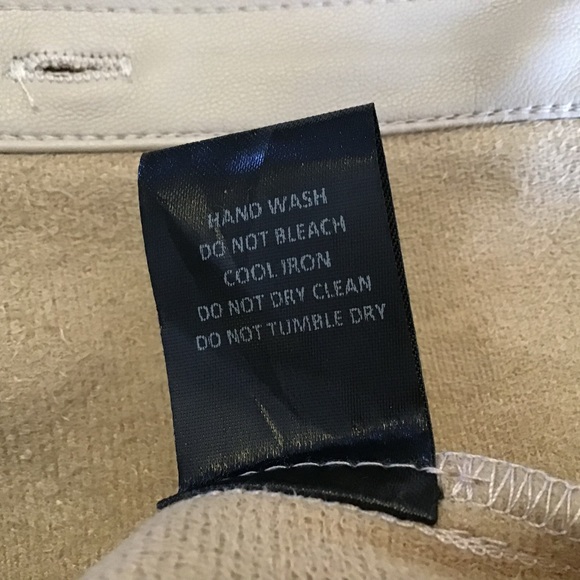 HAND WASH
DO NOT BLEACH
COOL IRON
DO NOT DRY CLEAN
DO NOT TUMBLE DRY